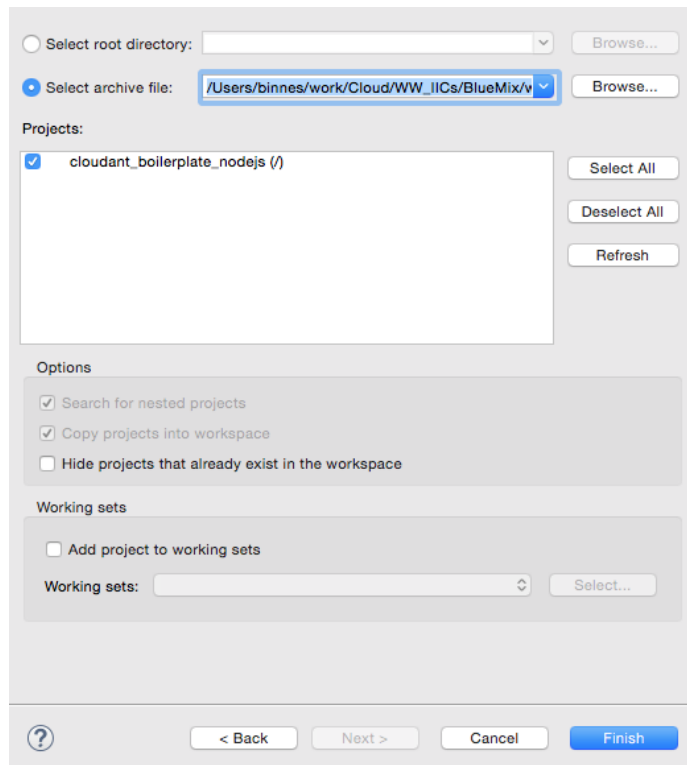 Select root directory: Browse...
Select archive file: /Users/binnes/work/Cloud/WW_IICs/BlueMix/ Browse...
Projects:
cloudant_boilerplate_nodejs (/)
Select All
Deselect All
Refresh
Options
Search for nested projects
Copy projects into workspace
Hide projects that already exist in the workspace
Working sets
Add project to working sets
Working sets: Select...
? < Back Next > Cancel Finish